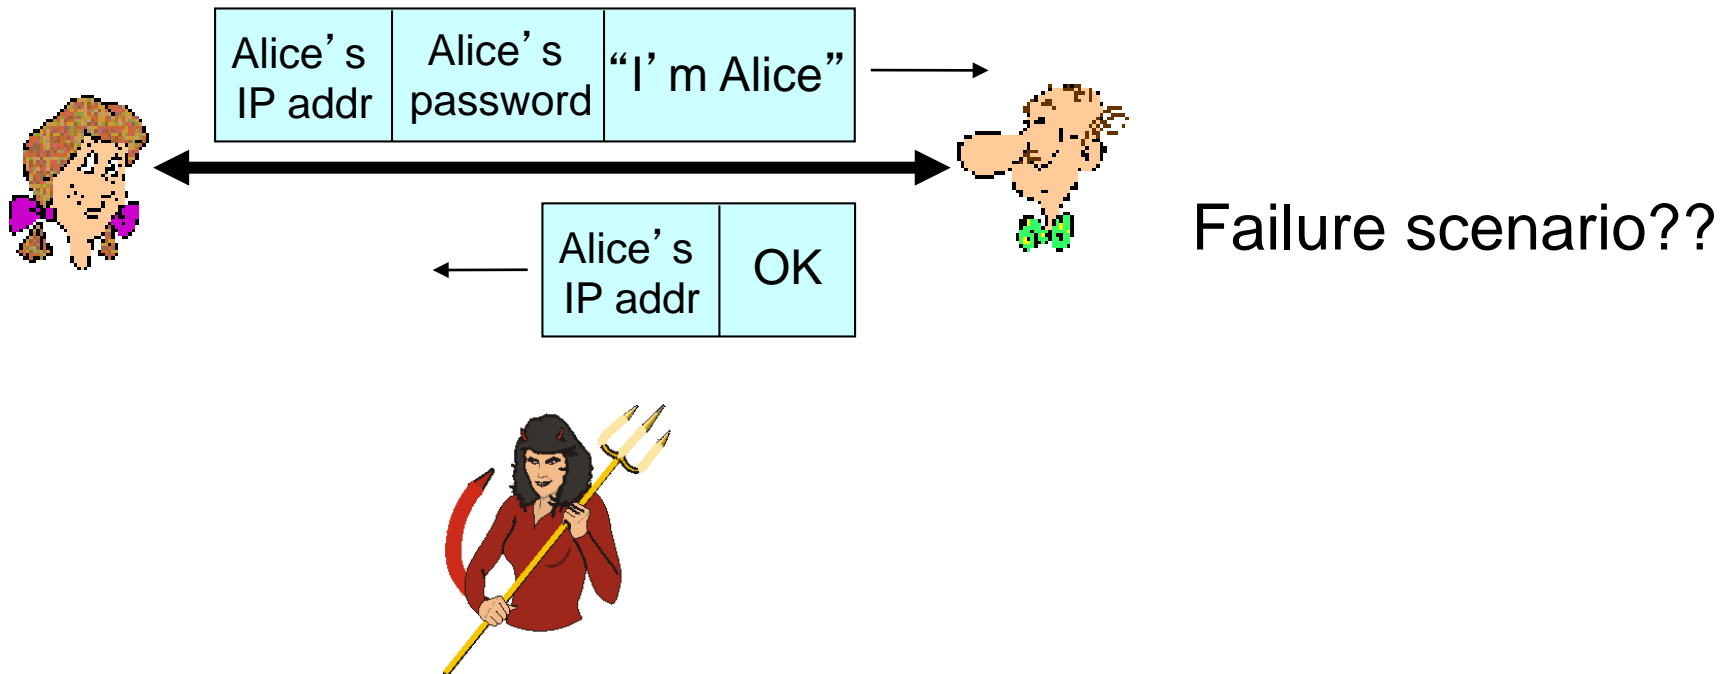 Alice’s
IP addr
Alice’s
password
“I’m Alice”
Alice’s
IP addr
OK
Failure scenario??